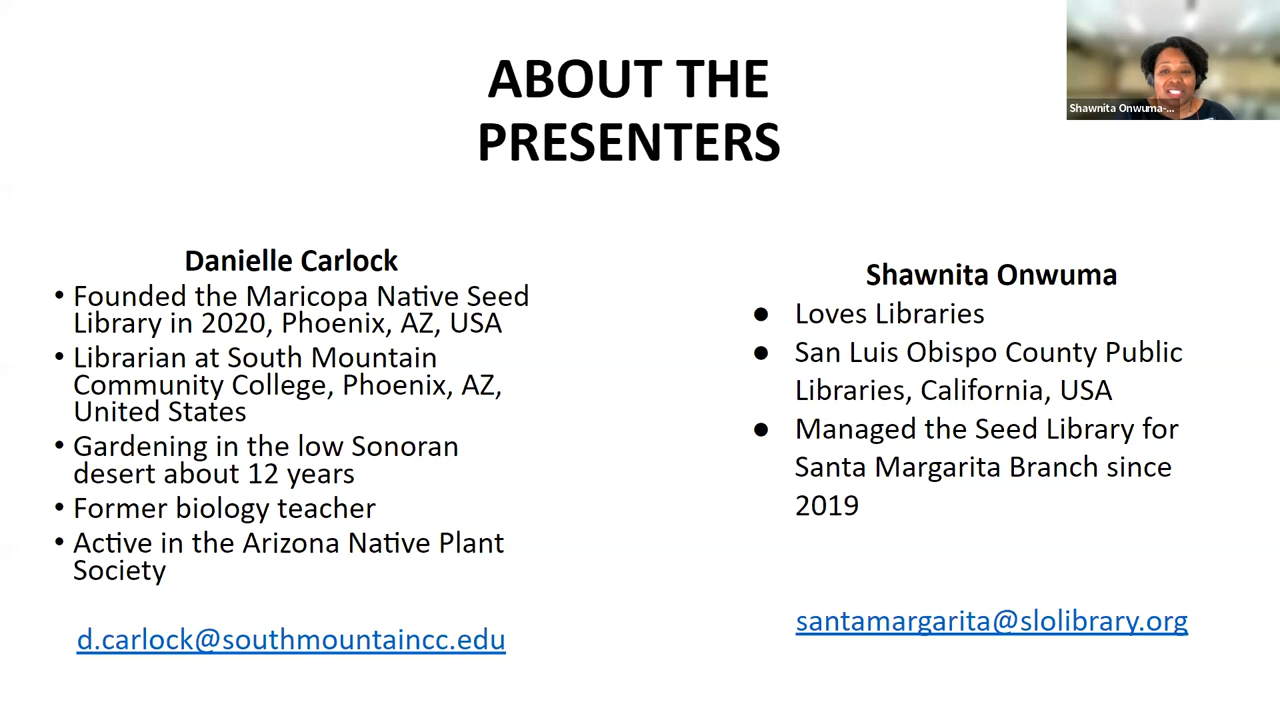 ABOUT THE
PRESENTERS
Shawnita Onwuma-...
Danielle Carlock
• Founded the Maricopa Native Seed
Library in 2020, Phoenix, AZ, USA
• Librarian at South Mountain
Community College, Phoenix, AZ,
United States
• Gardening in the low Sonoran
desert about 12 years
• Former biology teacher
• Active in the Arizona Native Plant
Society
d.carlock@southmountaincc.edu
Shawnita Onwuma
● Loves Libraries
● San Luis Obispo County Public
Libraries, California, USA
● Managed the Seed Library for
Santa Margarita Branch since
2019
santamargarita@slolibrary.org